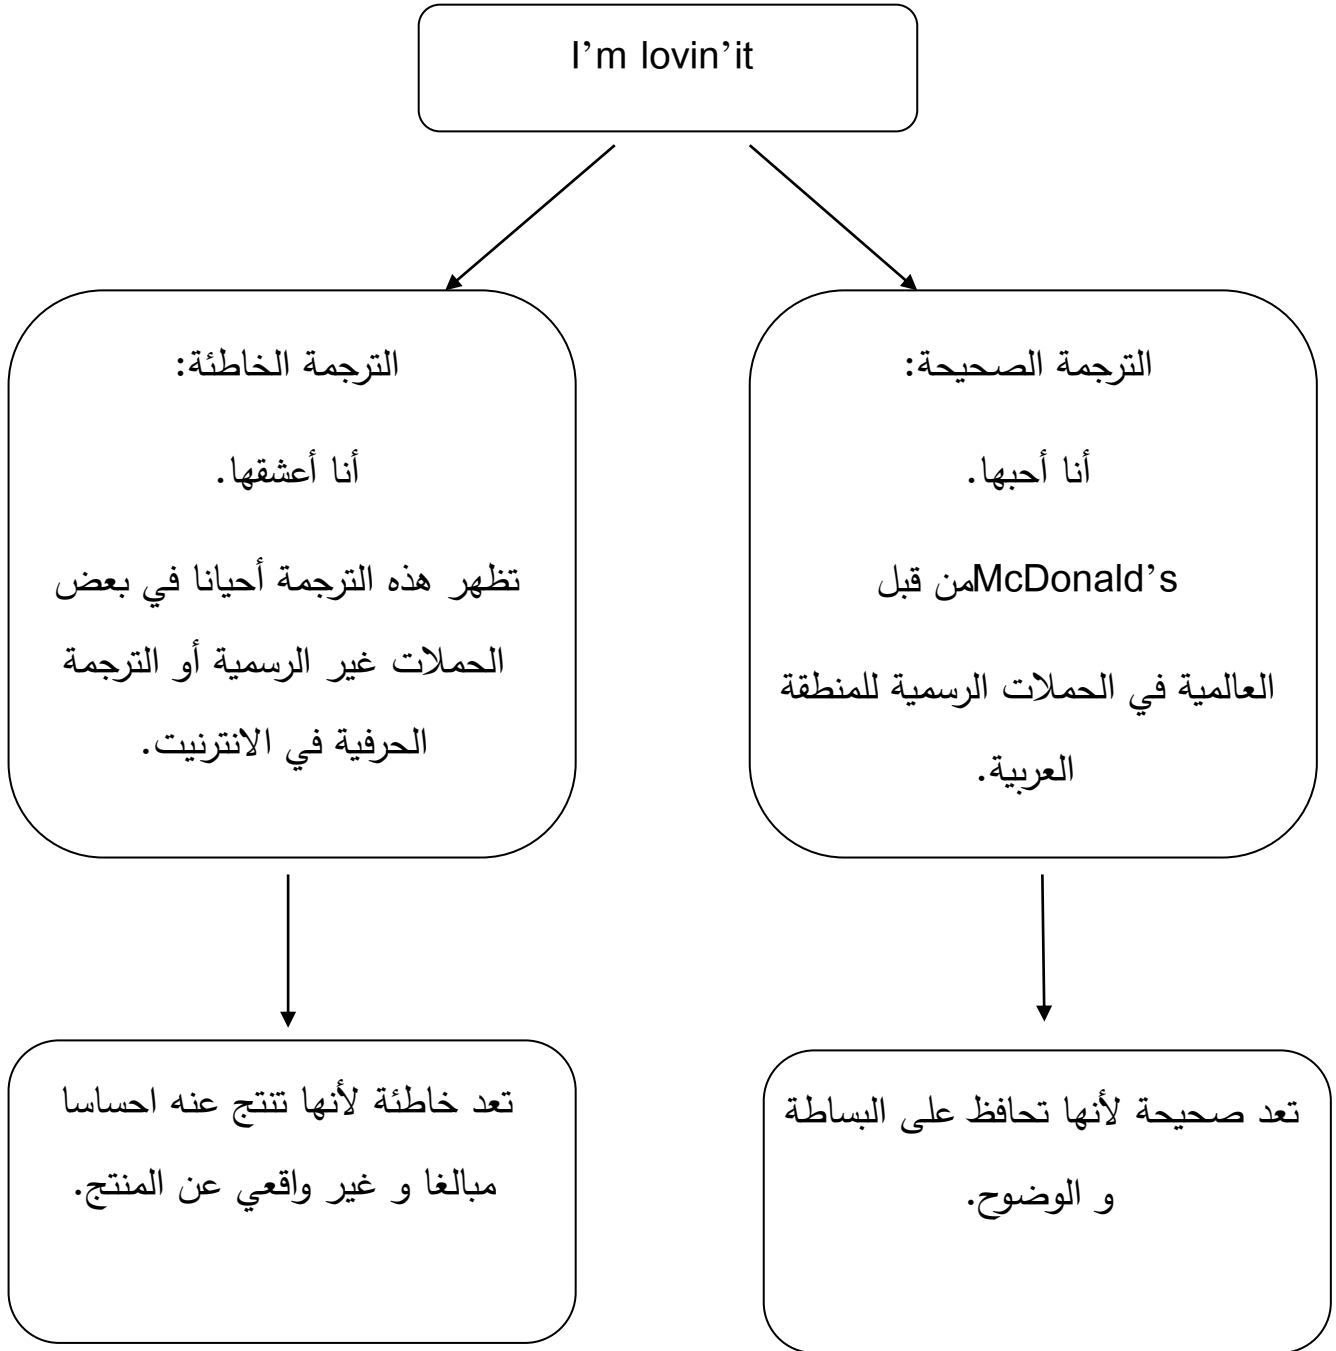 I’m lovin’it
الترجمة الصحيحة:
أنا أحبها.
من قبل McDonald’s
العالمية في الحملات الرسمية للمنطقة
العربية.
الترجمة الخاطئة:
أنا أعشقها.
تظهر هذه الترجمة أحيانا في بعض
الحملات غير الرسمية أو الترجمة
الحرفية في الانترنيت.
تعد صحيحة لأنها تحافظ على البساطة
و الوضوح.
تعد خاطئة لأنها تنتج عنه احساسا
مبالغا و غير واقعي عن المنتج.